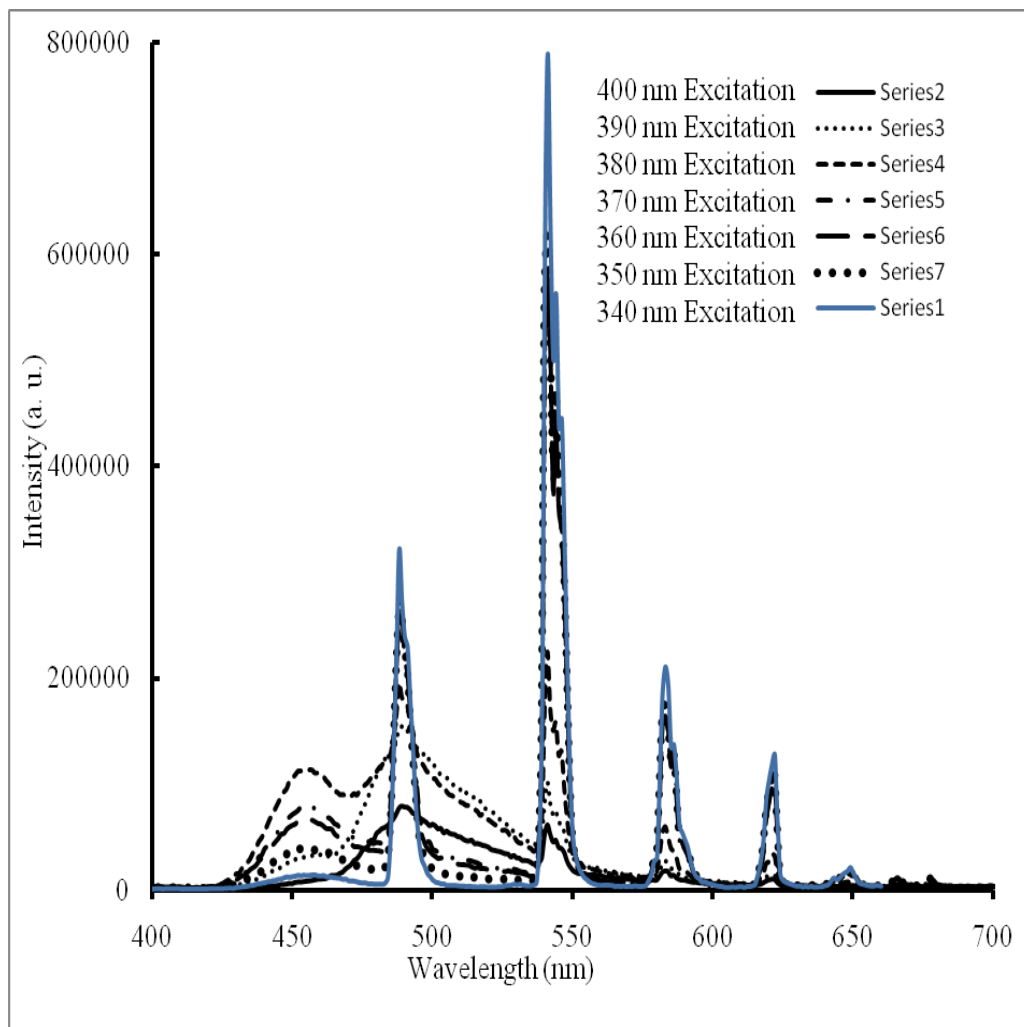 800000
600000
400000
200000
0
Intensity (a. u.)
400 nm Excitation Series2
390 nm Excitation Series3
380 nm Excitation Series4
370 nm Excitation Series5
360 nm Excitation Series6
350 nm Excitation Series7
340 nm Excitation Series1
400 450 500 550 600 650 700
Wavelength (nm)